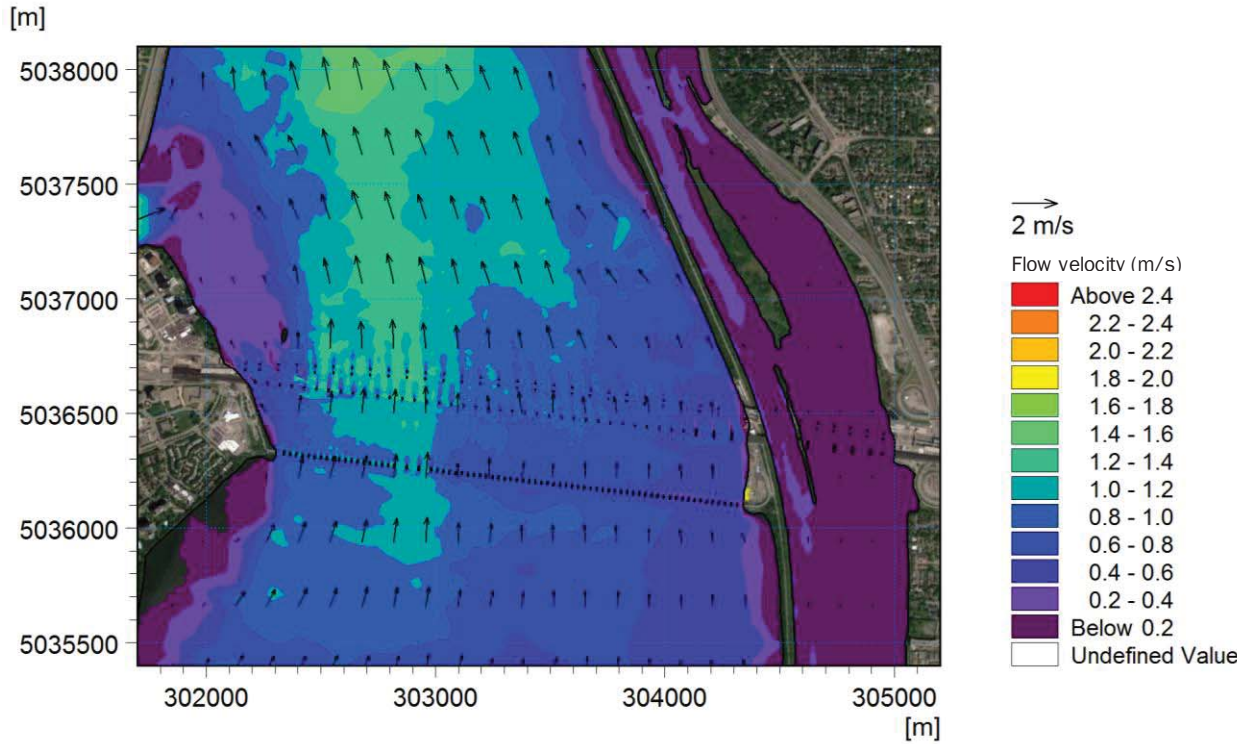 [m]
5038000
5037500
5037000
5036500
5036000
5035500
302000
303000
304000
305000
[m]
2 m/s
Flow velocity (m/s)
Above 2.4
2.2 - 2.4
2.0 - 2.2
1.8 - 2.0
1.6 - 1.8
1.4 - 1.6
1.2 - 1.4
1.0 - 1.2
0.8 - 1.0
0.6 - 0.8
0.4 - 0.6
0.2 - 0.4
Below 0.2
Undefined Value